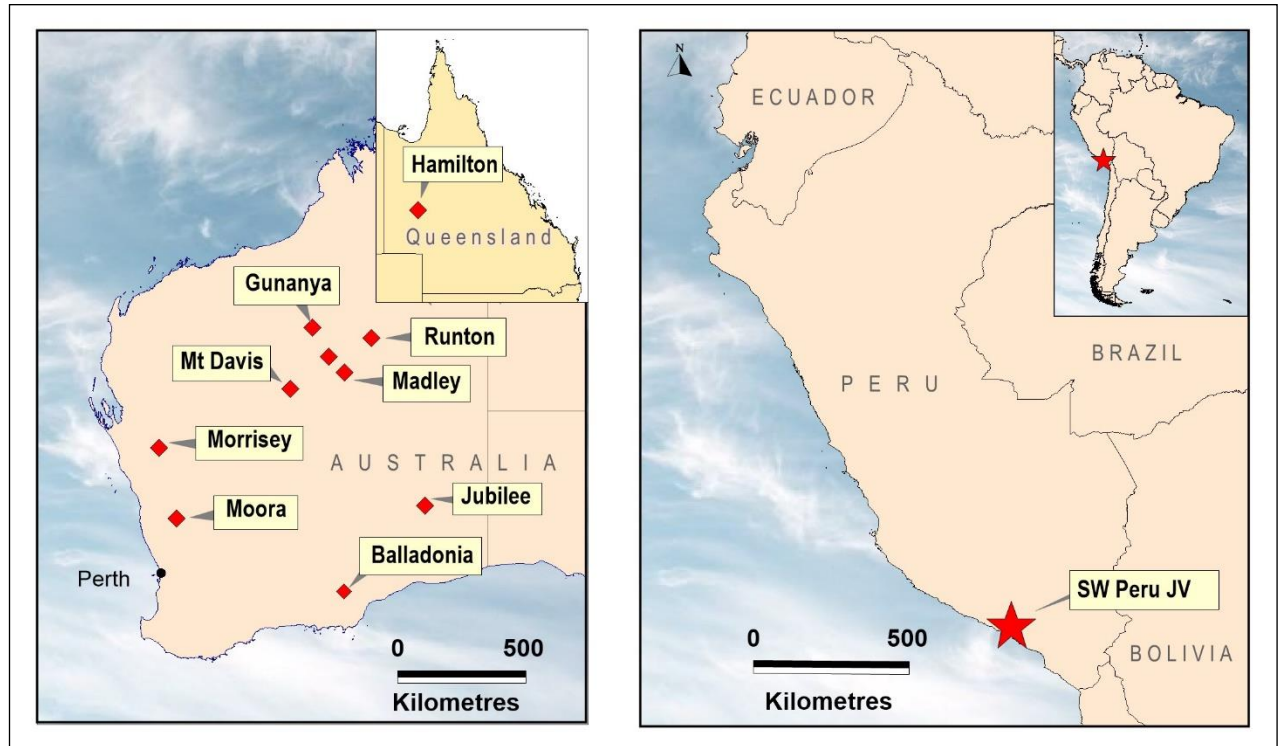 Hamilton
Queensland
Gunanya
Runton
Mt Davis
Madley
Morrisey
AUSTRALIA
Jubilee
Moora
Balladonia
Perth
0 500
Kilometres
N
ECUADOR
BRAZIL
PERU
SW Peru JV
BOLIVIA
0 500
Kilometres